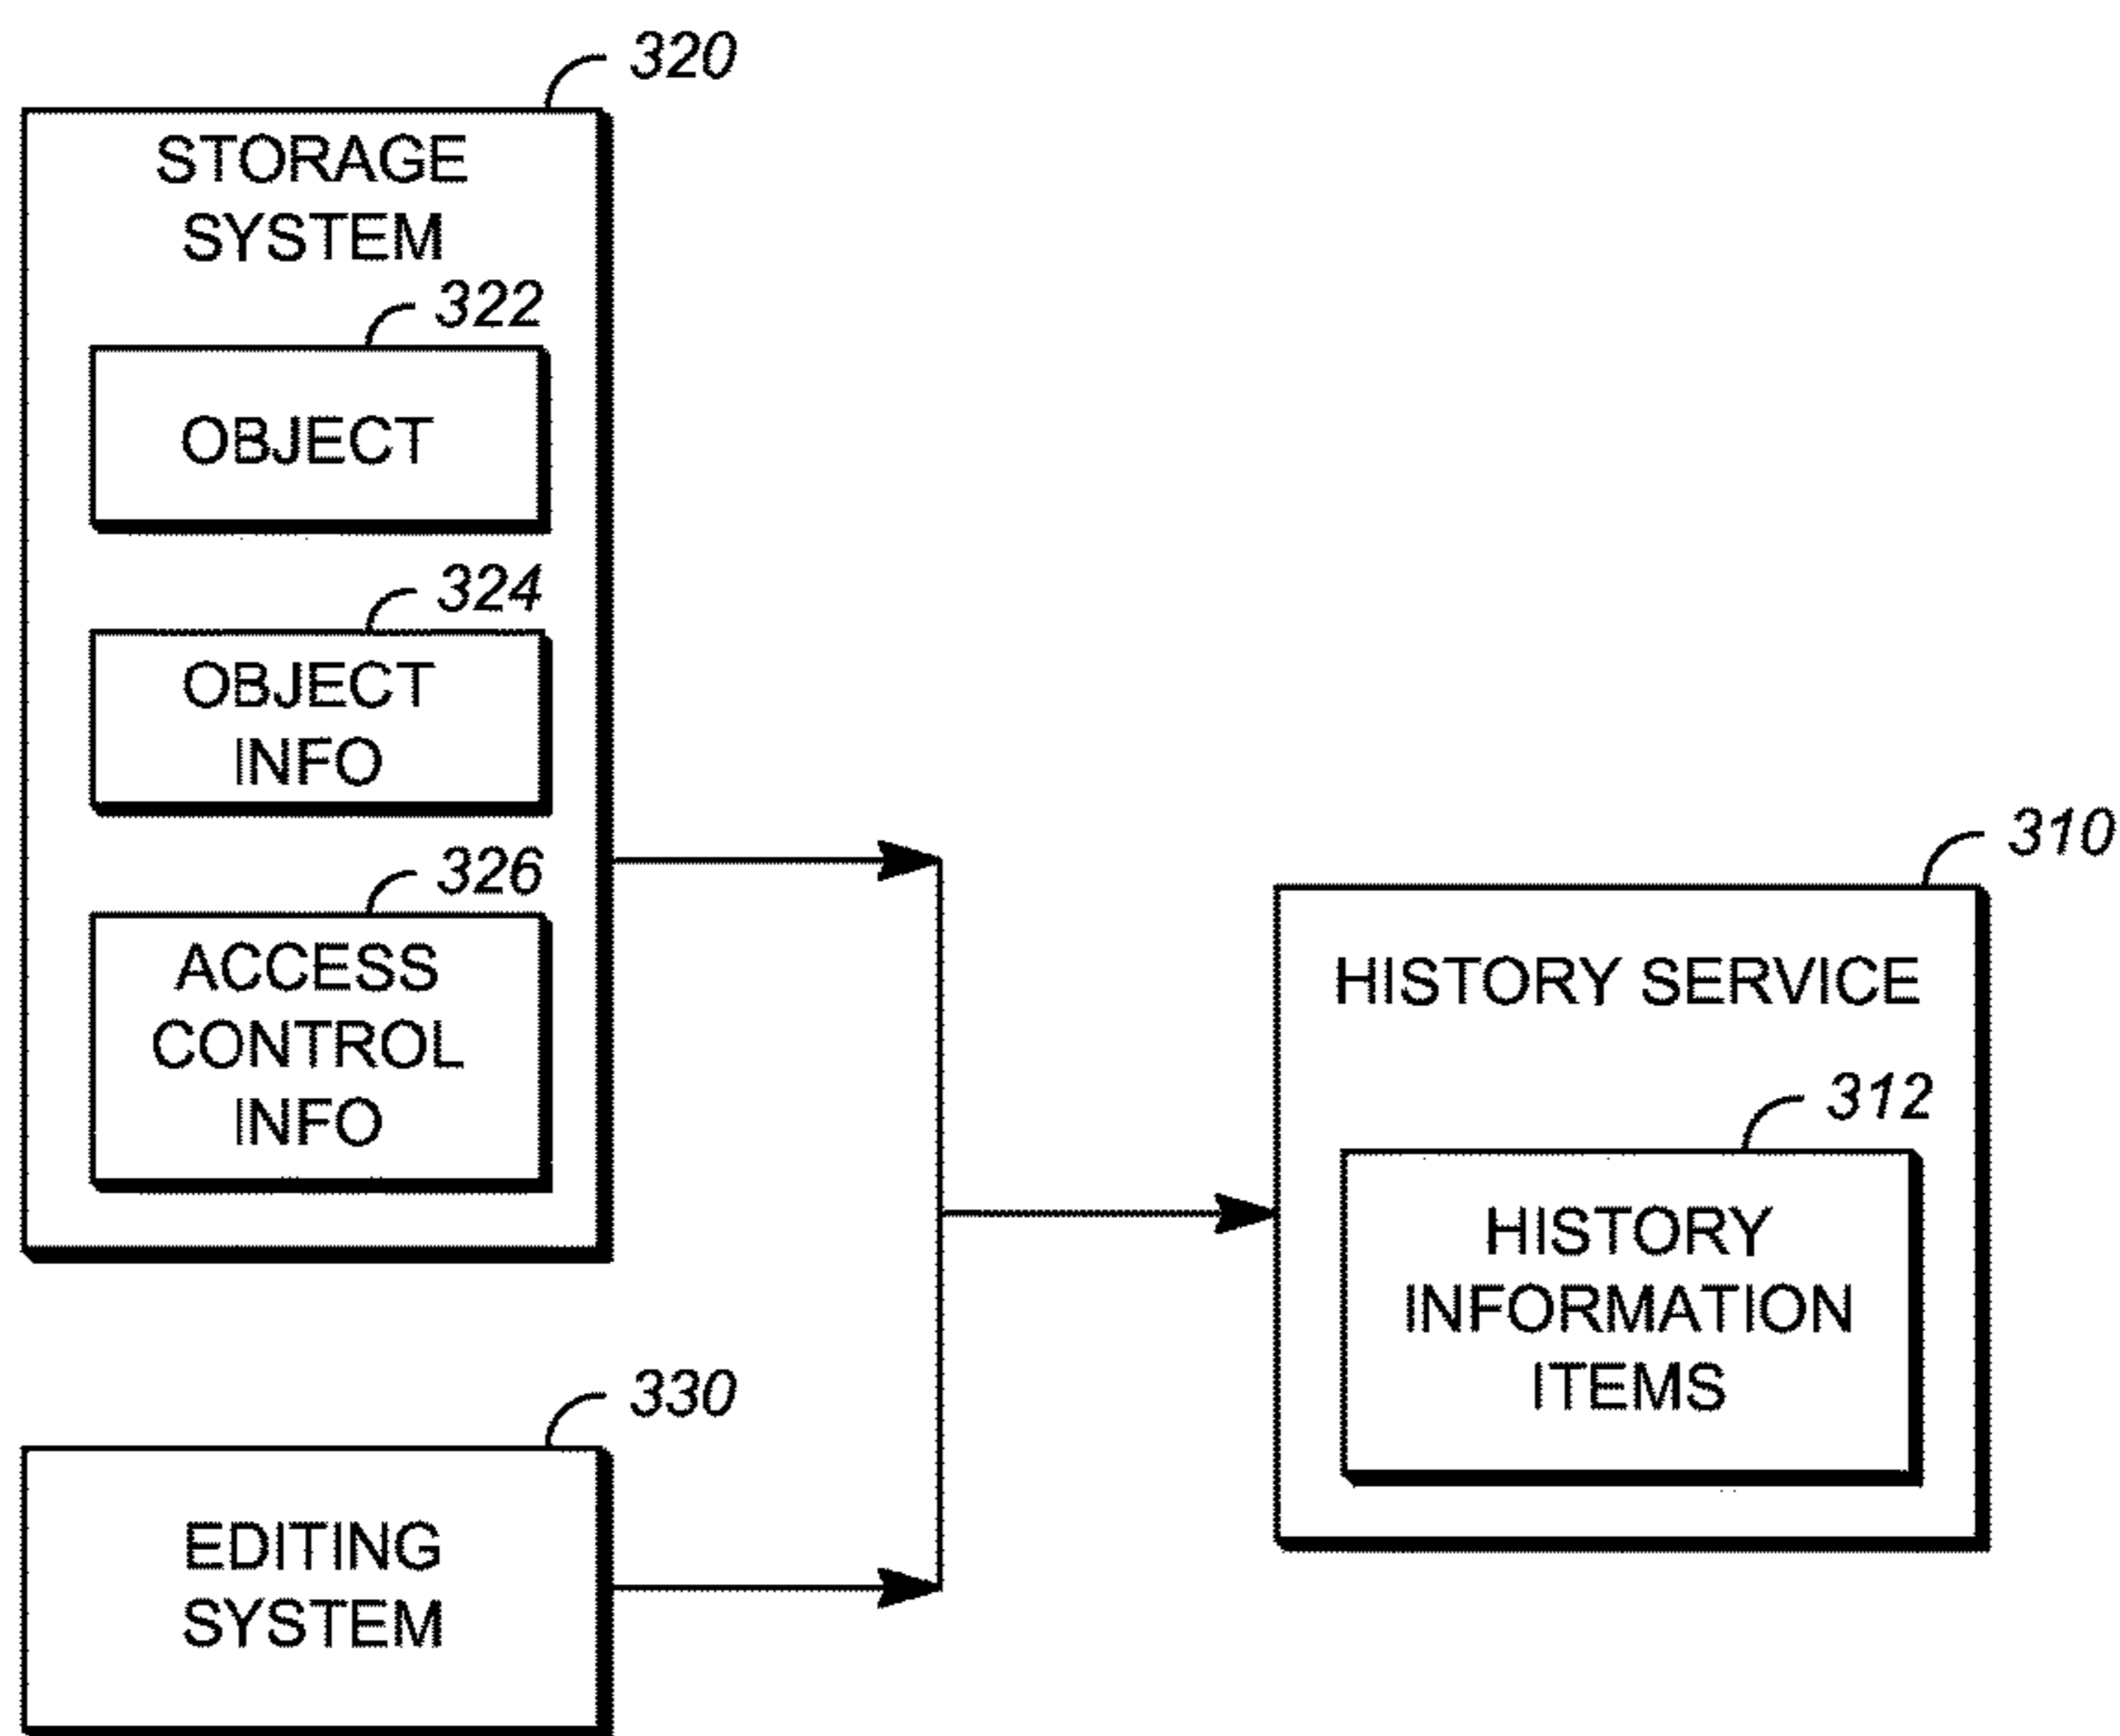 320
STORAGE
SYSTEM
322
OBJECT
324
OBJECT
INFO
326
ACCESS
CONTROL
INFO
330
EDITING
SYSTEM
310
HISTORY SERVICE
312
HISTORY
INFORMATION
ITEMS